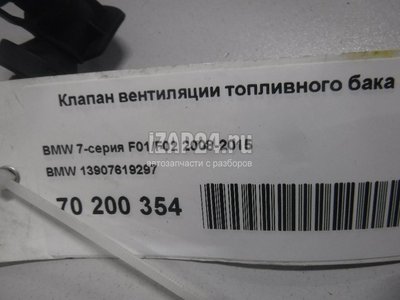 Клапан вентиляции топливного бака
BMW 7-серия F01/F02 2008-2015
IZAP24.ru
автозапчасти с разборов
BMW 13907619297
70 200 354